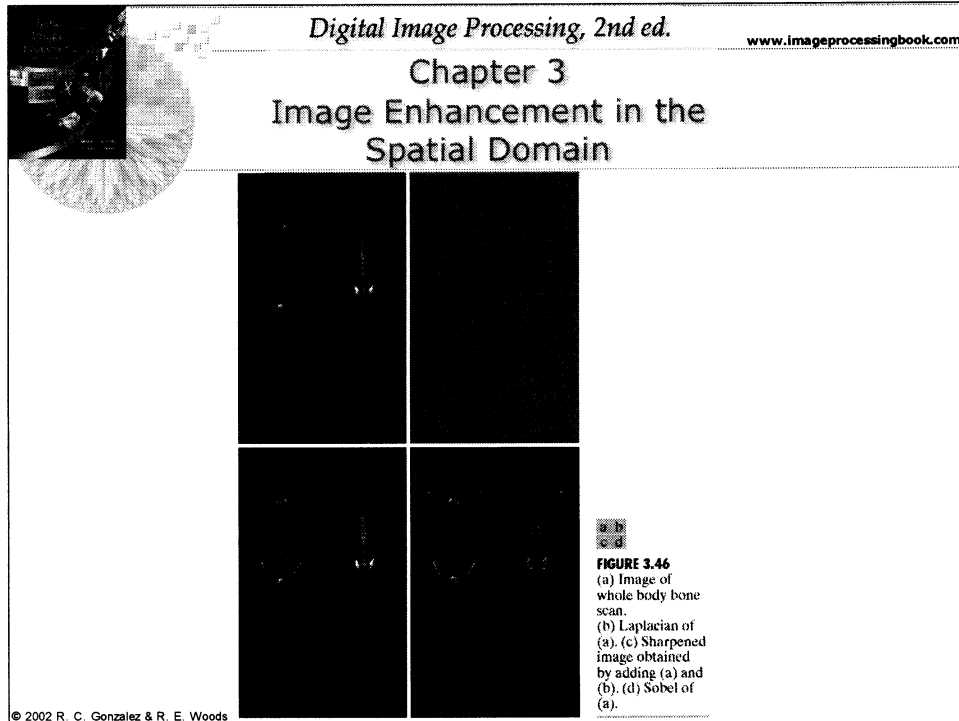 Digital Image Processing, 2nd ed.
www.imageprocessingbook.com
Chapter 3
Image Enhancement in the
Spatial Domain
a b
c d
FIGURE 3.46
(a) Image of
whole body bone
scan.
(b) Laplacian of
(a). (c) Sharpened
image obtained
by adding (a) and
(b). (d) Sobel of
(a).
© 2002 R. C. Gonzalez & R. E. Woods